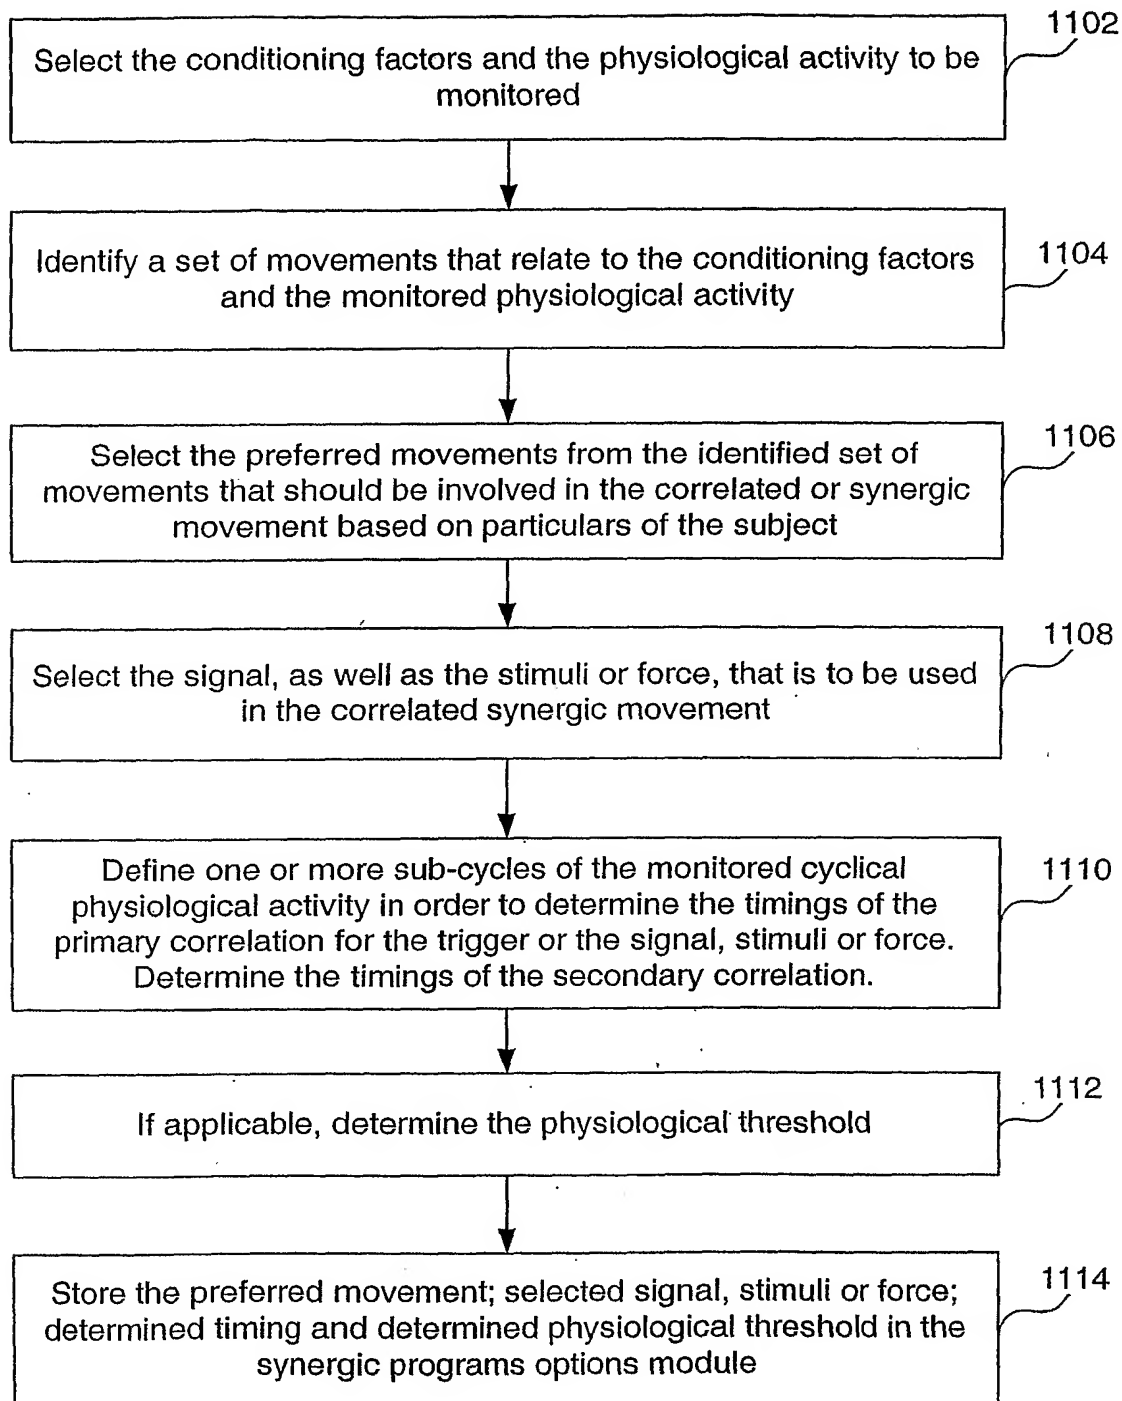 1102
Select the conditioning factors and the physiological activity to be
monitored
1104
Identify a set of movements that relate to the conditioning factors
and the monitored physiological activity
1106
Select the preferred movements from the identified set of
movements that should be involved in the correlated or synergic
movement based on particulars of the subject
1108
Select the signal, as well as the stimuli or force, that is to be used
in the correlated synergic movement
1110
Define one or more sub-cycles of the monitored cyclical
physiological activity in order to determine the timings of the
primary correlation for the trigger or the signal, stimuli or force.
Determine the timings of the secondary correlation.
1112
If applicable, determine the physiological threshold
1114
Store the preferred movement; selected signal, stimuli or force;
determined timing and determined physiological threshold in the
synergic programs options module